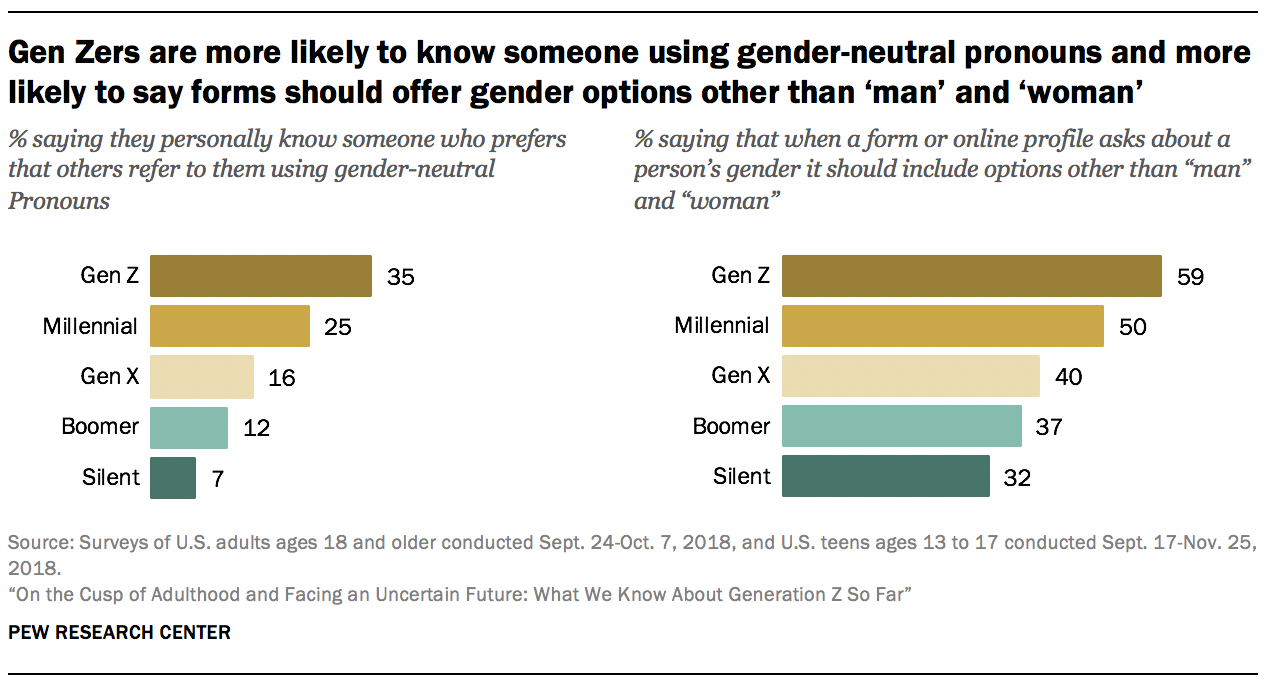 Gen Zers are more likely to know someone using gender-neutral pronouns and more
likely to say forms should offer gender options other than ‘man’ and ‘woman’
% saying they personally know someone who prefers
that others refer to them using gender-neutral
Pronouns
Gen Z 35
Millennial 25
Gen X 16
Boomer 12
Silent 7
% saying that when a form or online profile asks about a
person’s gender it should include options other than “man”
and “woman”
Gen Z 59
Millennial 50
Gen X 40
Boomer 37
Silent 32
Source: Surveys of U.S. adults ages 18 and older conducted Sept. 24-Oct. 7, 2018, and U.S. teens ages 13 to 17 conducted Sept. 17-Nov. 25,
2018.
“On the Cusp of Adulthood and Facing an Uncertain Future: What We Know About Generation Z So Far”
PEW RESEARCH CENTER